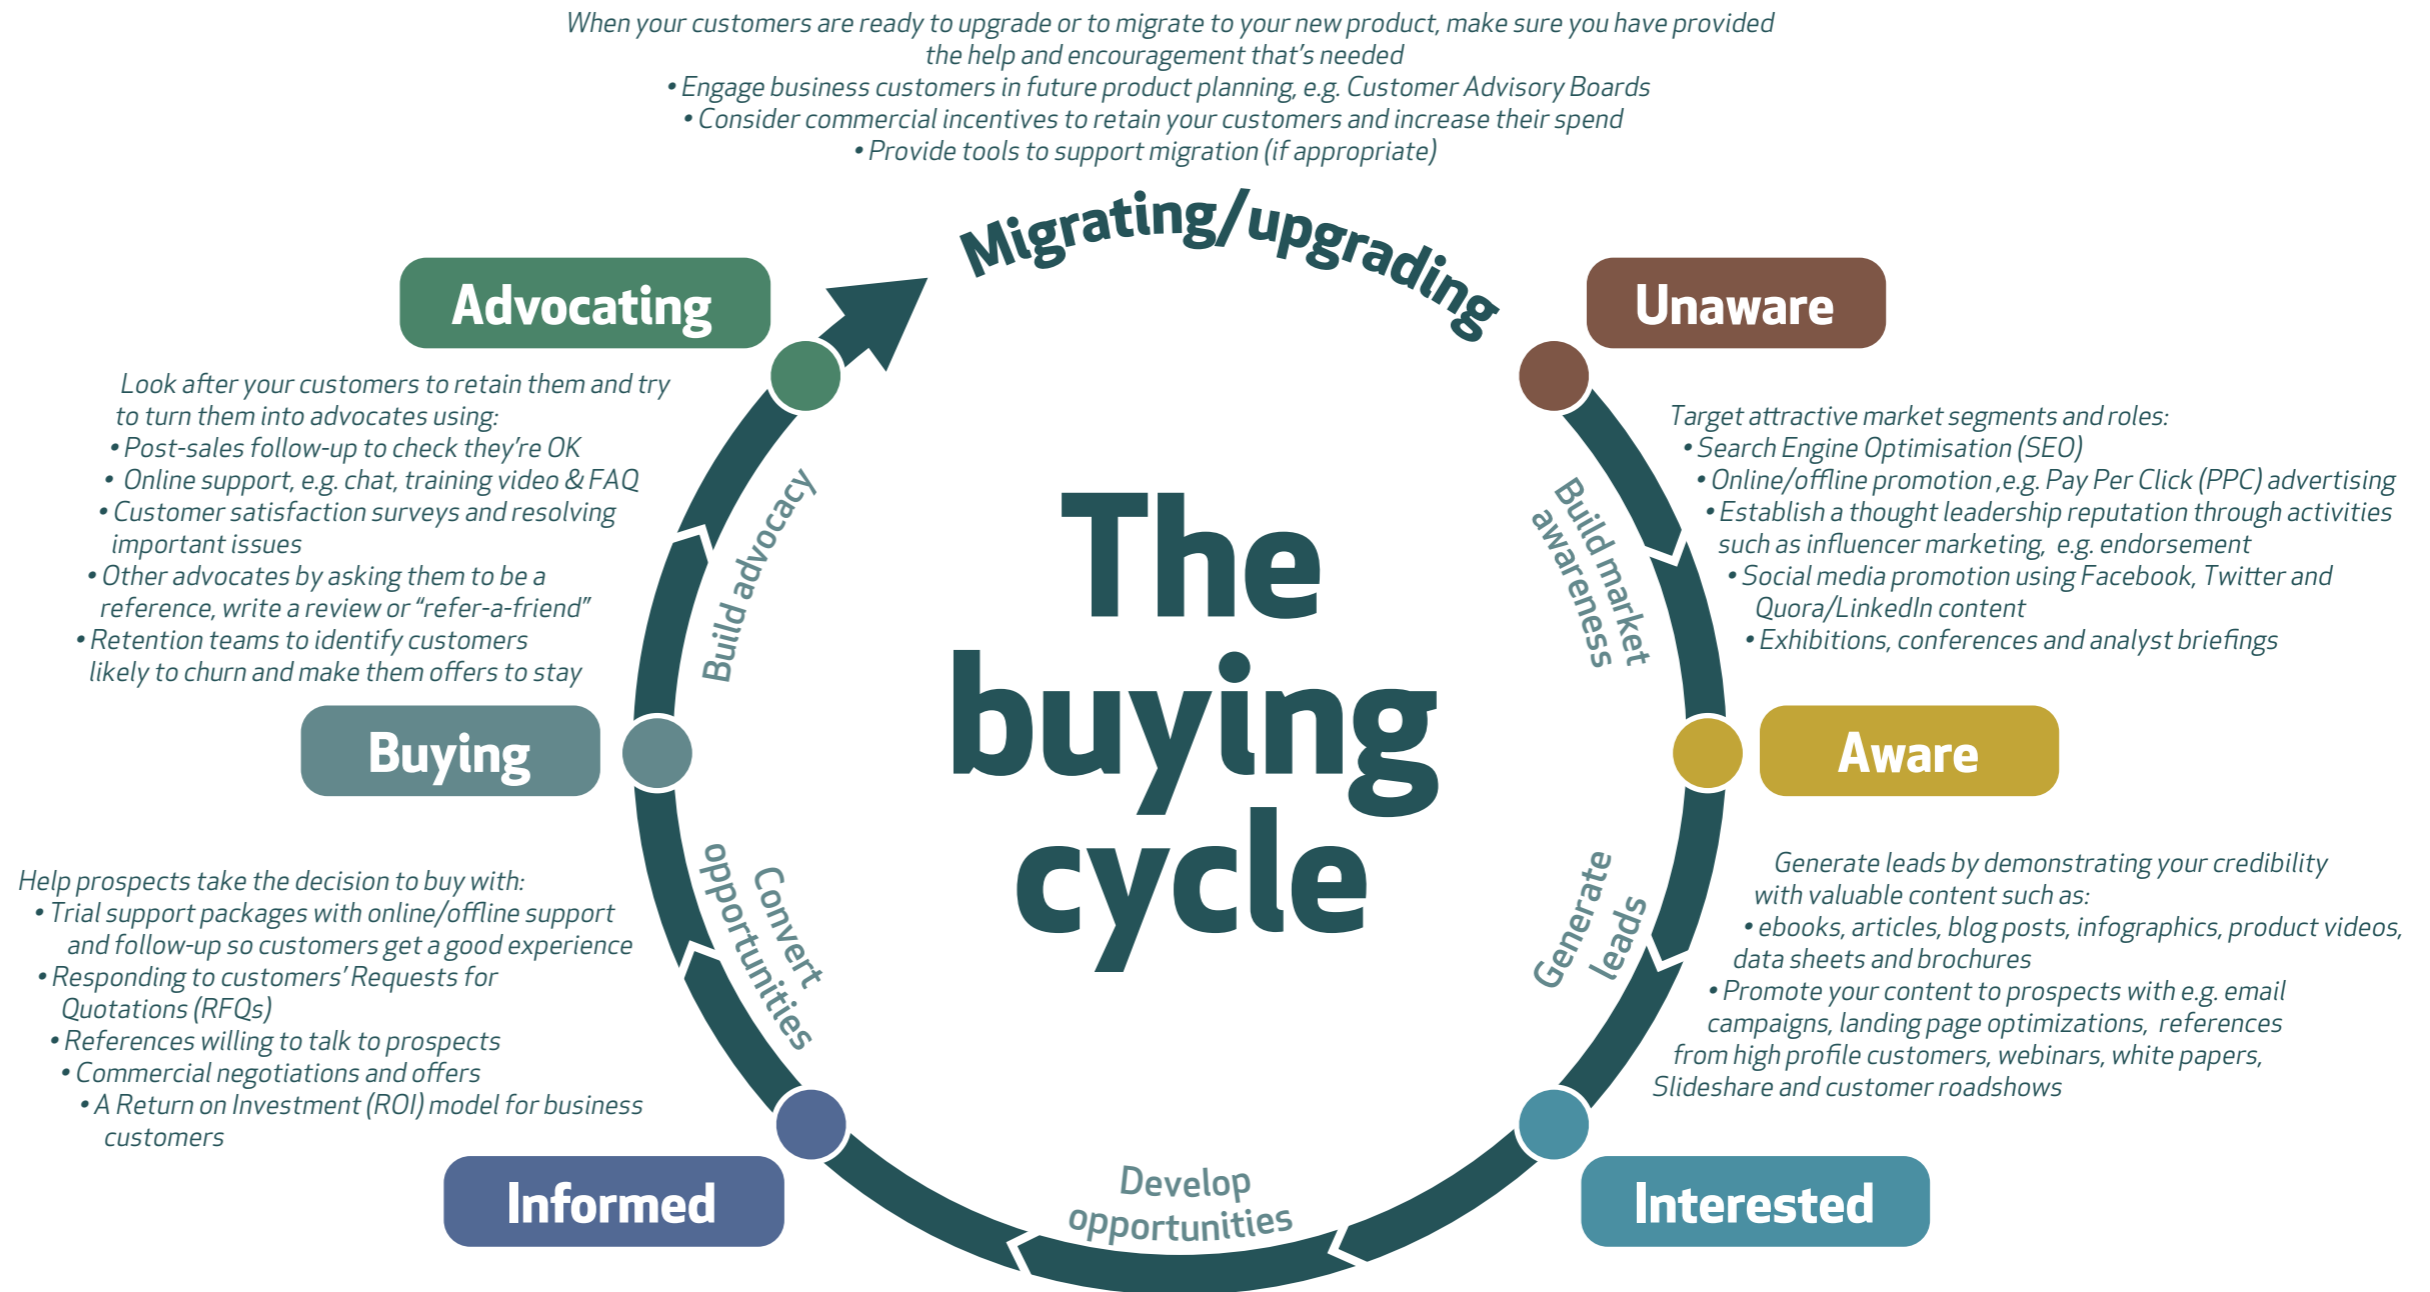 When your customers are ready to upgrade or to migrate to your new product, make sure you have provided
the help and encouragement that's needed
• Engage business customers in future product planning, e.g. Customer Advisory Boards
• Consider commercial incentives to retain your customers and increase their spend
• Provide tools to support migration (if appropriate)
Migrating/upgrading
Unaware
Target attractive market segments and roles:
• Search Engine Optimisation (SEO)
• Online/offline promotion ,e.g. Pay Per Click (PPC) advertising
• Establish a thought leadership reputation through activities
such as influencer marketing, e.g. endorsement
• Social media promotion using Facebook, Twitter and
Quora/LinkedIn content
• Exhibitions, conferences and analyst briefings
Build market
awareness
Aware
Generate leads by demonstrating your credibility
with valuable content such as:
• ebooks, articles, blog posts, infographics, product videos,
data sheets and brochures
• Promote your content to prospects with e.g. email
campaigns, landing page optimizations, references
from high profile customers, webinars, white papers,
Slideshare and customer roadshows
Generate
leads
Interested
Develop
opportunities
Informed
Help prospects take the decision to buy with:
• Trial support packages with online/offline support
and follow-up so customers get a good experience
• Responding to customers' Requests for
Quotations (RFQs)
• References willing to talk to prospects
• Commercial negotiations and offers
• A Return on Investment (ROI) model for business
customers
Convert
opportunities
Buying
Look after your customers to retain them and try
to turn them into advocates using:
• Post-sales follow-up to check they're OK
• Online support, e.g. chat, training video & FAQ
• Customer satisfaction surveys and resolving
important issues
• Other advocates by asking them to be a
reference, write a review or “refer-a-friend”
• Retention teams to identify customers
likely to churn and make them offers to stay
Build advocacy
Advocating
The
buying
cycle